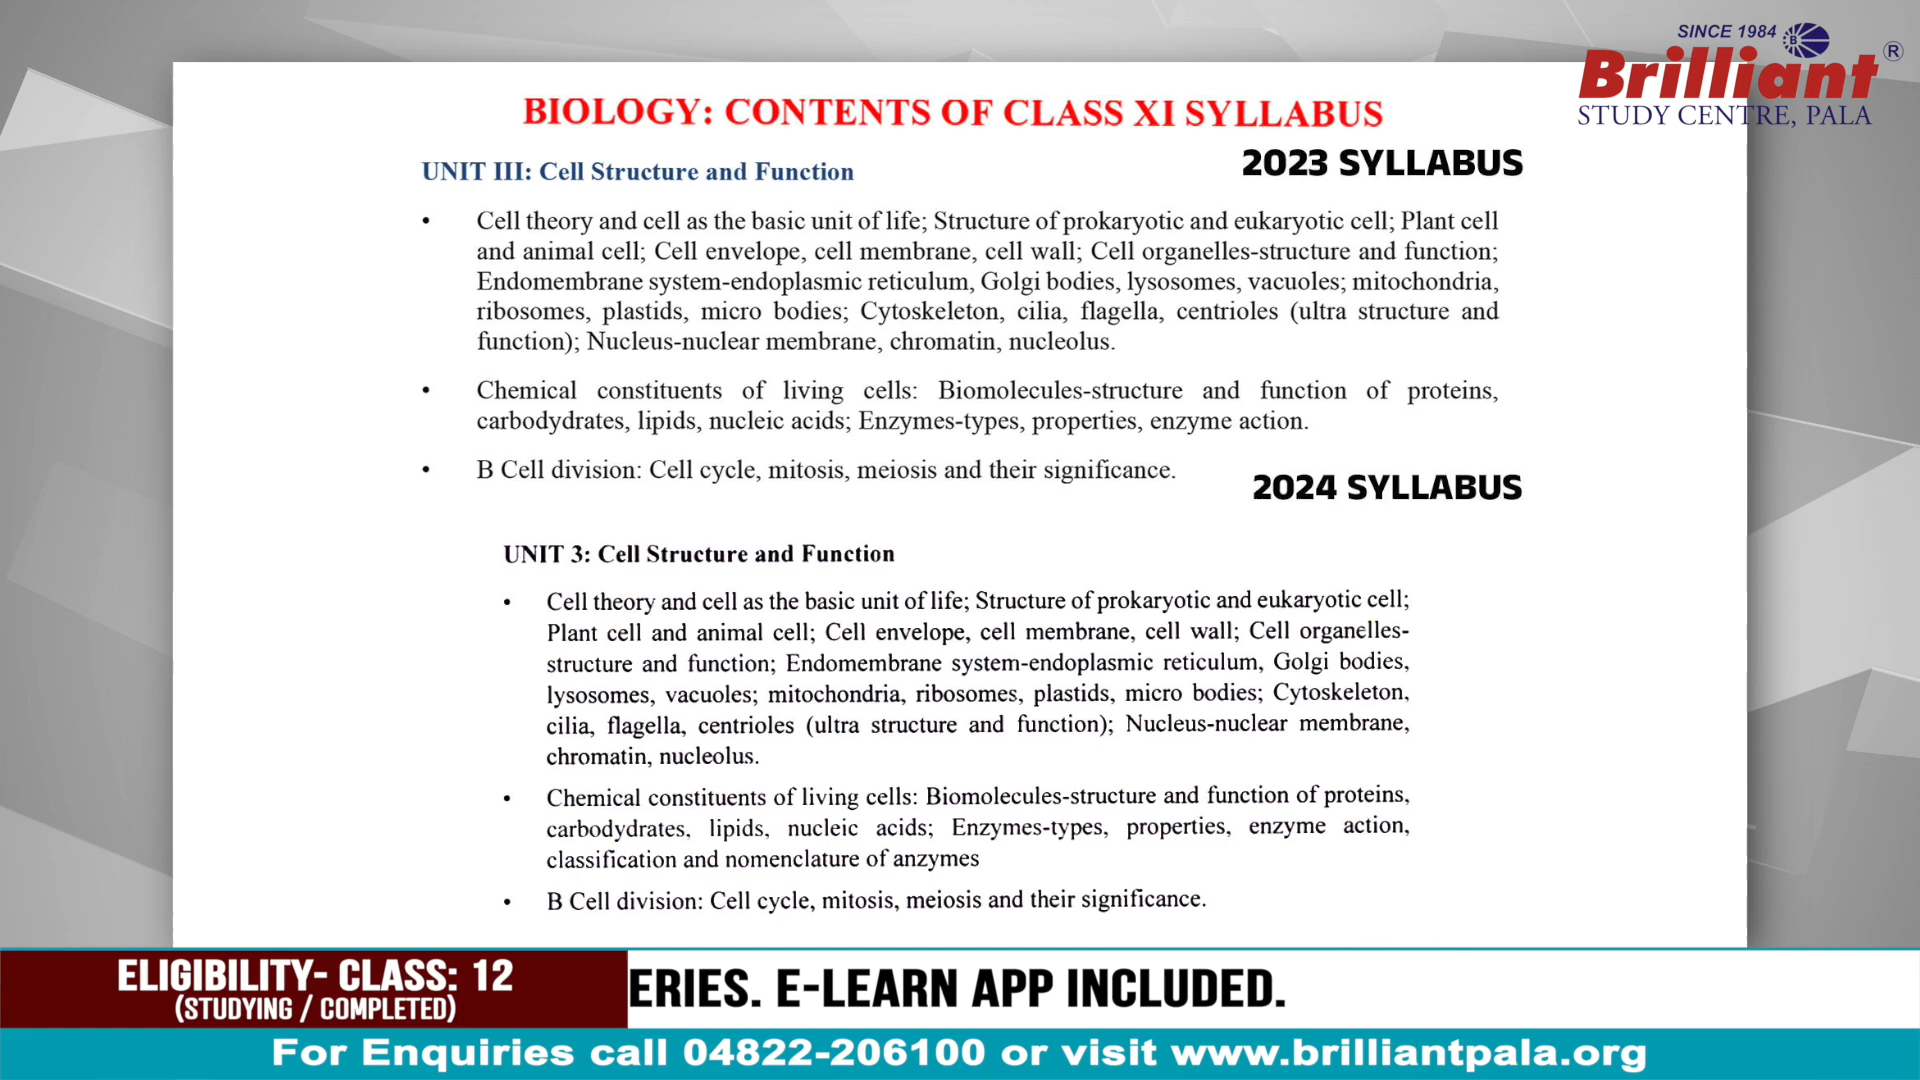 SINCE 1984
B
Brilliant®
STUDY CENTRE, PALA
BIOLOGY: CONTENTS OF CLASS XI SYLLABUS
2023 SYLLABUS
UNIT III: Cell Structure and Function
• Cell theory and cell as the basic unit of life; Structure of prokaryotic and eukaryotic cell; Plant cell
and animal cell; Cell envelope, cell membrane, cell wall; Cell organelles-structure and function;
Endomembrane system-endoplasmic reticulum, Golgi bodies, lysosomes, vacuoles; mitochondria,
ribosomes, plastids, micro bodies; Cytoskeleton, cilia, flagella, centrioles (ultra structure and
function); Nucleus-nuclear membrane, chromatin, nucleolus.
• Chemical constituents of living cells: Biomolecules-structure and function of proteins,
carbodydrates, lipids, nucleic acids; Enzymes-types, properties, enzyme action.
• B Cell division: Cell cycle, mitosis, meiosis and their significance.
2024 SYLLABUS
UNIT 3: Cell Structure and Function
• Cell theory and cell as the basic unit of life; Structure of prokaryotic and eukaryotic cell;
Plant cell and animal cell; Cell envelope, cell membrane, cell wall; Cell organelles-
structure and function; Endomembrane system-endoplasmic reticulum, Golgi bodies,
lysosomes, vacuoles; mitochondria, ribosomes, plastids, micro bodies; Cytoskeleton,
cilia, flagella, centrioles (ultra structure and function); Nucleus-nuclear membrane,
chromatin, nucleolus.
• Chemical constituents of living cells: Biomolecules-structure and function of proteins,
carbodydrates, lipids, nucleic acids; Enzymes-types, properties, enzyme action,
classification and nomenclature of anzymes
• B Cell division: Cell cycle, mitosis, meiosis and their significance.
ELIGIBILITY- CLASS: 12
(STUDYING / COMPLETED)
ERIES. E-LEARN APP INCLUDED.
For Enquiries call 04822-206100 or visit www.brilliantpala.org